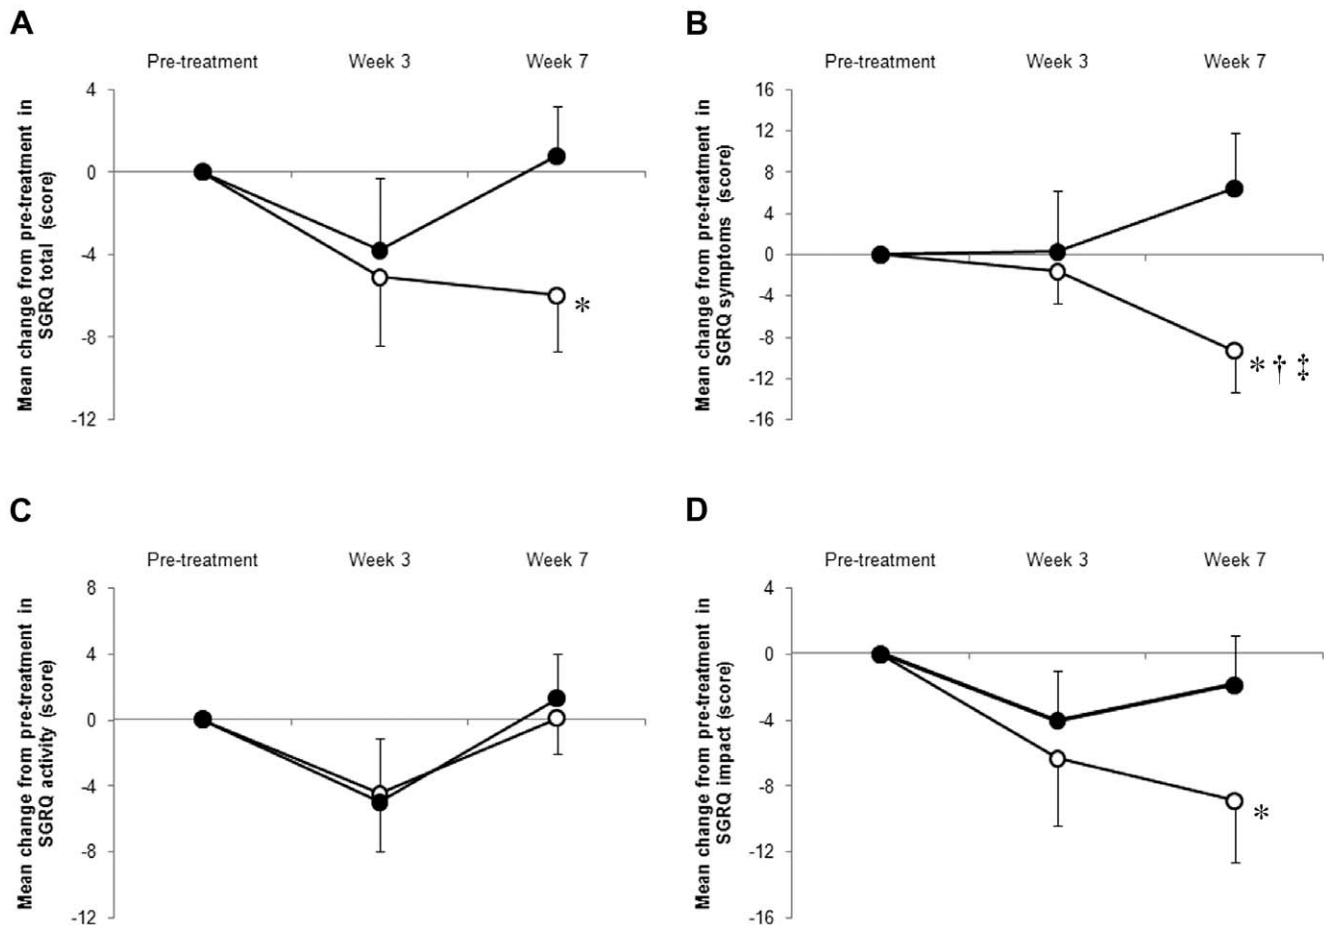 A
Pre-treatment Week 3 Week 7
Mean change from pre-treatment in
SGRQ total (score)
4
0
-4
-8
-12
*
B
Pre-treatment Week 3 Week 7
Mean change from pre-treatment in
SGRQ symptoms (score)
16
12
8
4
0
-4
-8
-12
-16
* † ‡
C
Pre-treatment Week 3 Week 7
Mean change from pre-treatment in
SGRQ activity (score)
8
4
0
-4
-8
-12
D
Pre-treatment Week 3 Week 7
Mean change from pre-treatment in
SGRQ impact (score)
4
0
-4
-8
-12
-16
*